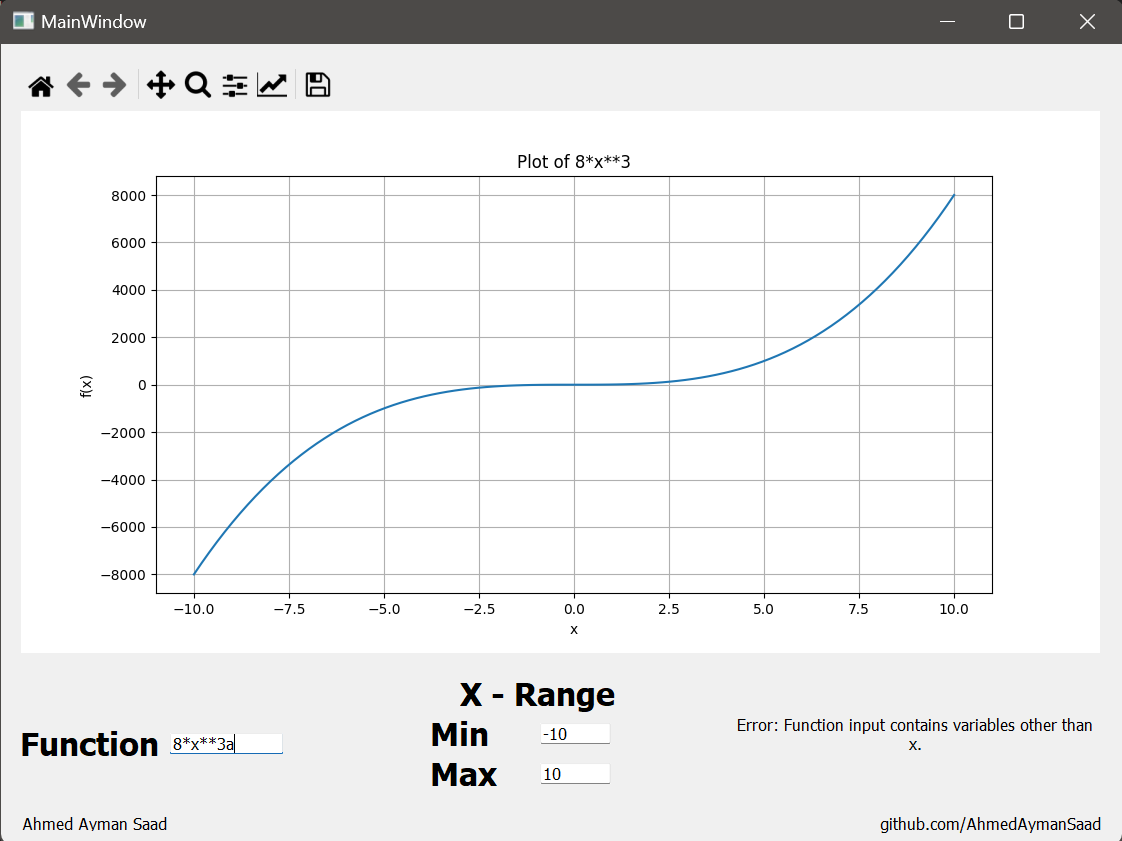 MainWindow
Plot of 8*x**3
8000
6000
4000
2000
0
−2000
−4000
−6000
−8000
f(x)
−10.0 −7.5 −5.0 −2.5 0.0 2.5 5.0 7.5 10.0
x
X - Range
Function 8*x**3a
Min -10
Max 10
Error: Function input contains variables other than
x.
Ahmed Ayman Saad
github.com/AhmedAymanSaad